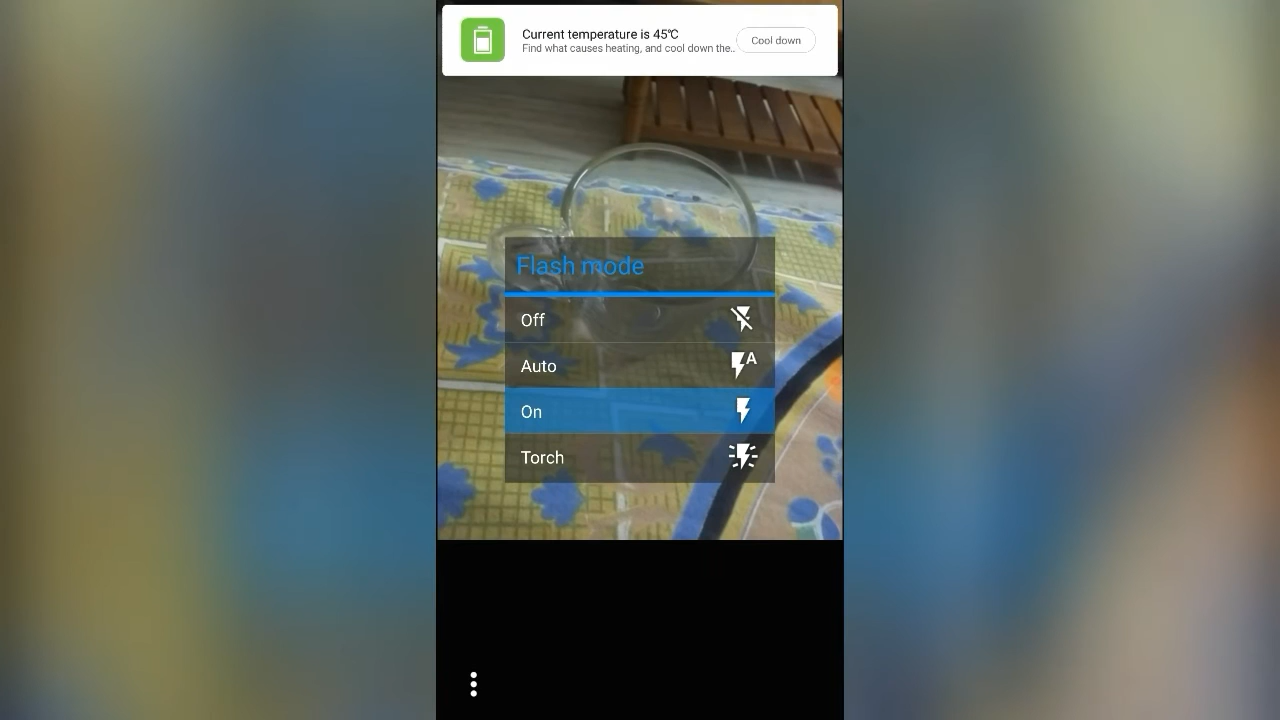 Current temperature is 45℃
Find what causes heating, and cool down the..
Cool down
Flash mode
Off
Auto
A
On
Torch